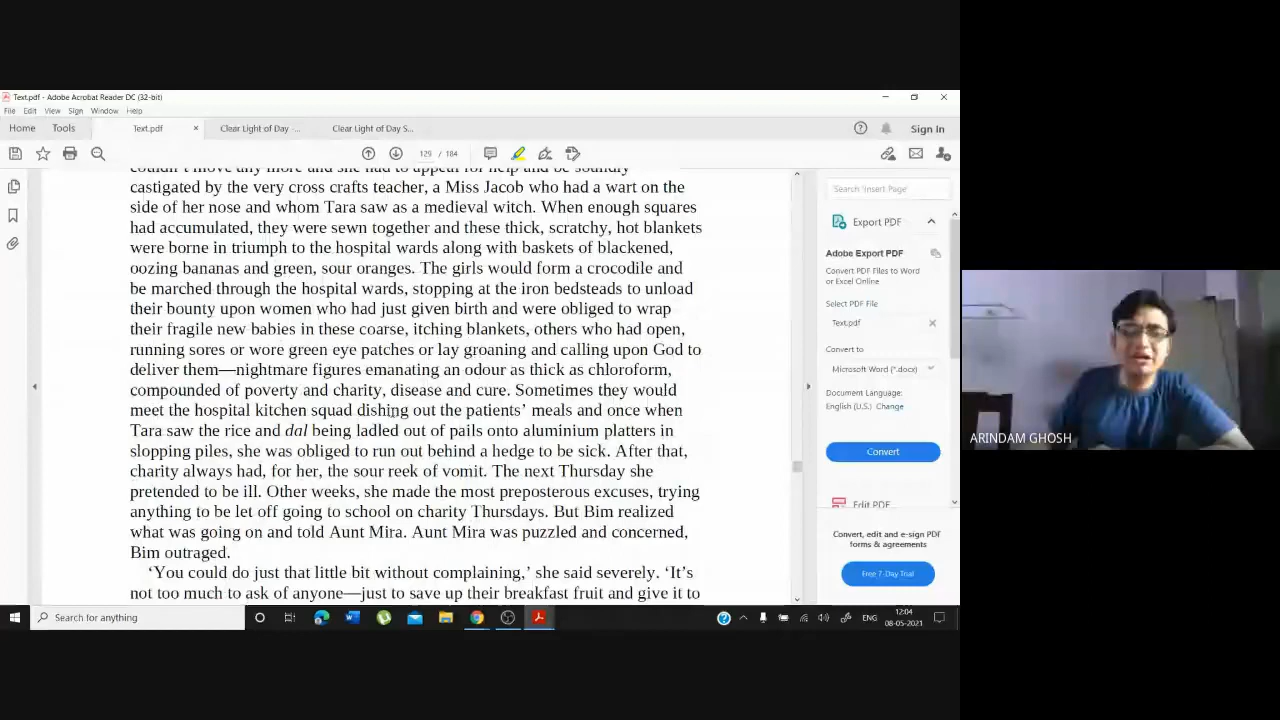 Text.pdf - Adobe Acrobat Reader DC (32-bit)
File Edit View Sign Window Help
Home Tools Text.pdf × Clear Light of Day -... Clear Light of Day S... Sign In
129 / 184
couldn't move any more and she had to appeal for help and be soundly
castigated by the very cross crafts teacher, a Miss Jacob who had a wart on the
side of her nose and whom Tara saw as a medieval witch. When enough squares
had accumulated, they were sewn together and these thick, scratchy, hot blankets
were borne in triumph to the hospital wards along with baskets of blackened,
oozing bananas and green, sour oranges. The girls would form a crocodile and
be marched through the hospital wards, stopping at the iron bedsteads to unload
their bounty upon women who had just given birth and were obliged to wrap
their fragile new babies in these coarse, itching blankets, others who had open,
running sores or wore green eye patches or lay groaning and calling upon God to
deliver them—nightmare figures emanating an odour as thick as chloroform,
compounded of poverty and charity, disease and cure. Sometimes they would
meet the hospital kitchen squad dishing out the patients' meals and once when
Tara saw the rice and dal being ladled out of pails onto aluminium platters in
slopping piles, she was obliged to run out behind a hedge to be sick. After that,
charity always had, for her, the sour reek of vomit. The next Thursday she
pretended to be ill. Other weeks, she made the most preposterous excuses, trying
anything to be let off going to school on charity Thursdays. But Bim realized
what was going on and told Aunt Mira. Aunt Mira was puzzled and concerned,
Bim outraged.
'You could do just that little bit without complaining,' she said severely. 'It's
not too much to ask of anyone—just to save up their breakfast fruit and give it to
Search 'Insert Page'
Export PDF
Adobe Export PDF
Convert PDF Files to Word
or Excel Online
Select PDF File
Text.pdf ×
Convert to
Microsoft Word (*.docx)
Document Language:
English (U.S.) Change
Convert
Edit PDF
Convert, edit and e-sign PDF
forms & agreements
Free 7-Day Trial
Search for anything
ENG
12:04
08-05-2021
ARINDAM GHOSH